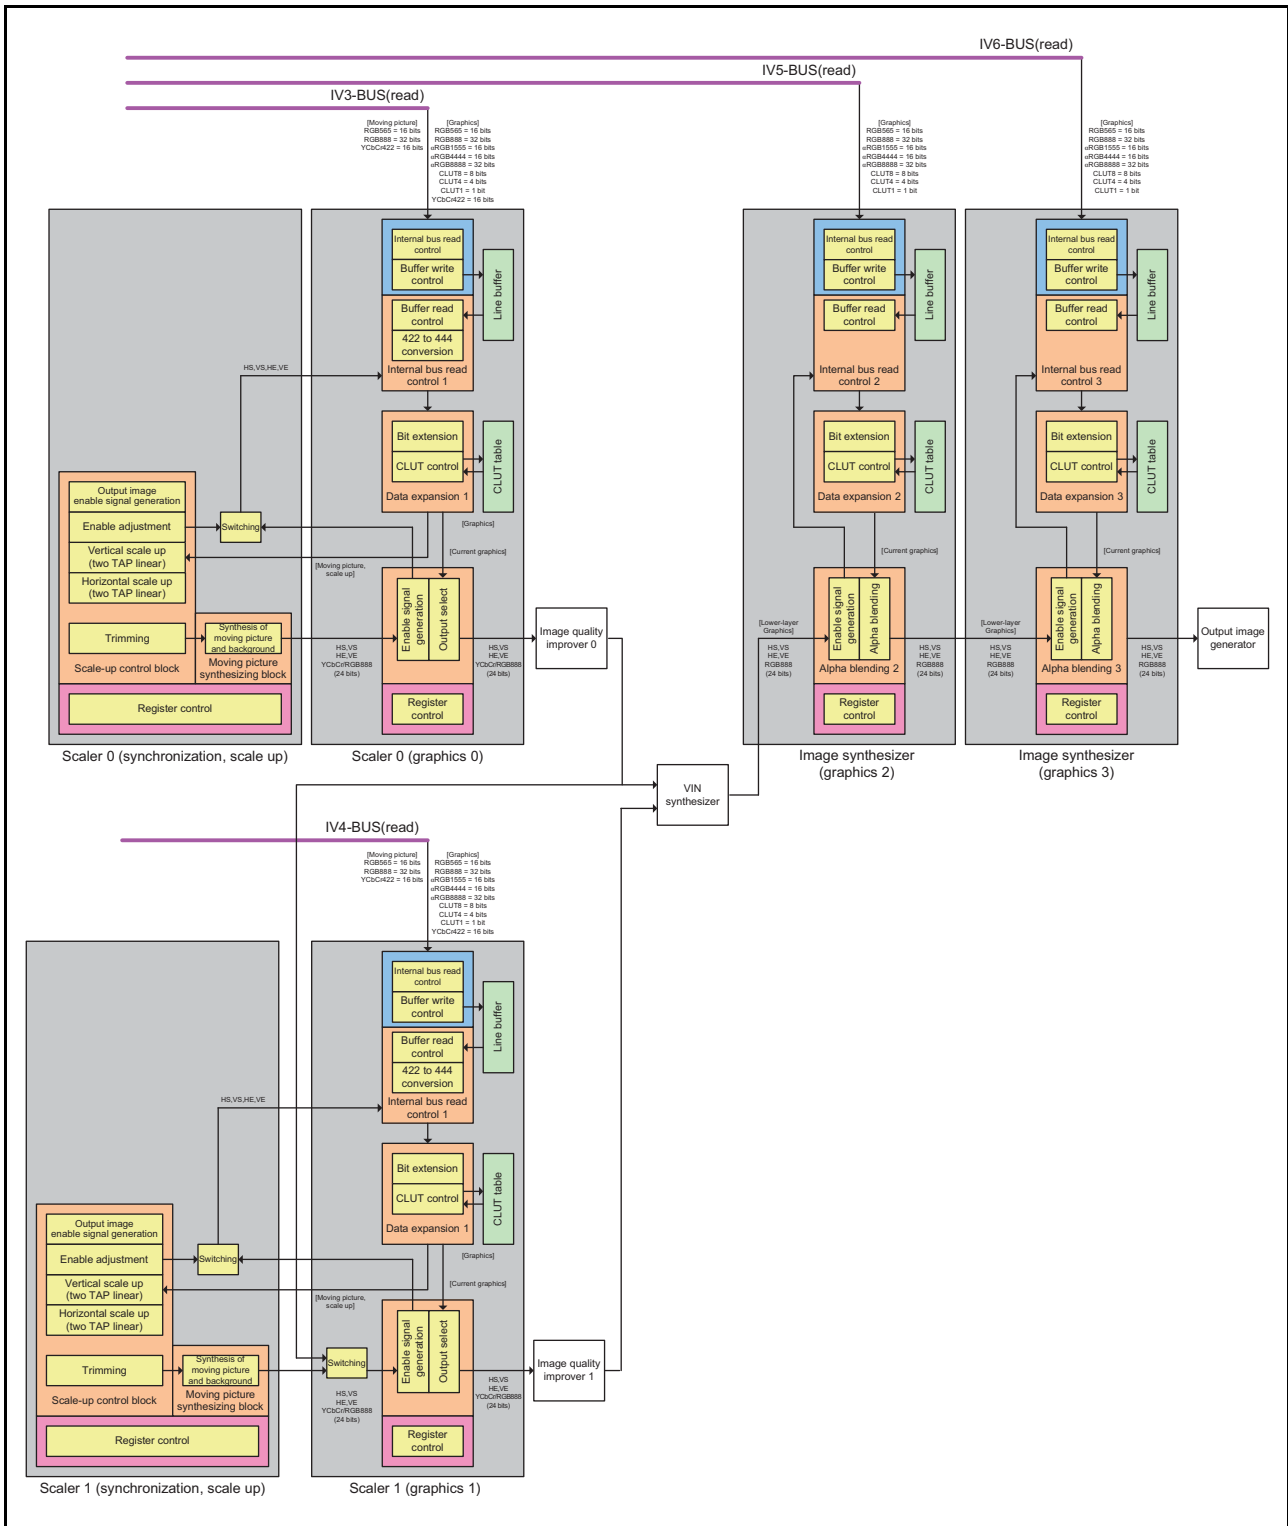 IV6-BUS(read)
IV5-BUS(read)
IV3-BUS(read)
[Moving picture]
RGB565 = 16 bits
RGB888 = 32 bits
YCbCr422 = 16 bits
[Graphics]
RGB565 = 16 bits
RGB888 = 32 bits
αRGB1555 = 16 bits
αRGB4444 = 16 bits
αRGB8888 = 32 bits
CLUT8 = 8 bits
CLUT4 = 4 bits
CLUT1 = 1 bit
YCbCr422 = 16 bits
[Graphics]
RGB565 = 16 bits
RGB888 = 32 bits
αRGB1555 = 16 bits
αRGB4444 = 16 bits
αRGB8888 = 32 bits
CLUT8 = 8 bits
CLUT4 = 4 bits
CLUT1 = 1 bit
[Graphics]
RGB565 = 16 bits
RGB888 = 32 bits
αRGB1555 = 16 bits
αRGB4444 = 16 bits
αRGB8888 = 32 bits
CLUT8 = 8 bits
CLUT4 = 4 bits
CLUT1 = 1 bit
HS,VS,HE,VE
Output image
enable signal generation
Enable adjustment
Vertical scale up
(two TAP linear)
Horizontal scale up
(two TAP linear)
Trimming
Scale-up control block
Switching
Synthesis of
moving picture
and background
Moving picture
synthesizing block
Register control
Scaler 0 (synchronization, scale up)
Internal bus read
control
Buffer write
control
Line buffer
Buffer read
control
422 to 444
conversion
Internal bus read
control 1
Bit extension
CLUT control
CLUT table
Data expansion 1
[Graphics]
[Current graphics]
[Moving picture,
scale up]
Enable signal
generation
Output select
HS,VS
HE,VE
YCbCr/RGB888
(24 bits)
HS,VS
HE,VE
YCbCr/RGB888
(24 bits)
Register
control
Scaler 0 (graphics 0)
Image quality
improver 0
Internal bus read
control
Buffer write
control
Line buffer
Buffer read
control
Internal bus read
control 2
Bit extension
CLUT control
CLUT table
Data expansion 2
[Current graphics]
[Lower-layer
Graphics]
HS,VS
HE,VE
RGB888
(24 bits)
Enable signal
generation
Alpha blending
Alpha blending 2
HS,VS
HE,VE
RGB888
(24 bits)
Register
control
Image synthesizer
(graphics 2)
Internal bus read
control
Buffer write
control
Line buffer
Buffer read
control
Internal bus read
control 3
Bit extension
CLUT control
CLUT table
Data expansion 3
[Current graphics]
[Lower-layer
Graphics]
HS,VS
HE,VE
RGB888
(24 bits)
Enable signal
generation
Alpha blending
Alpha blending 3
HS,VS
HE,VE
RGB888
(24 bits)
Register
control
Image synthesizer
(graphics 3)
Output image
generator
VIN
synthesizer
IV4-BUS(read)
[Moving picture]
RGB565 = 16 bits
RGB888 = 32 bits
YCbCr422 = 16 bits
[Graphics]
RGB565 = 16 bits
RGB888 = 32 bits
αRGB1555 = 16 bits
αRGB4444 = 16 bits
αRGB8888 = 32 bits
CLUT8 = 8 bits
CLUT4 = 4 bits
CLUT1 = 1 bit
YCbCr422 = 16 bits
HS,VS,HE,VE
Output image
enable signal generation
Enable adjustment
Vertical scale up
(two TAP linear)
Horizontal scale up
(two TAP linear)
Trimming
Scale-up control block
Switching
Synthesis of
moving picture
and background
Moving picture
synthesizing block
Register control
Scaler 1 (synchronization, scale up)
Internal bus read
control
Buffer write
control
Line buffer
Buffer read
control
422 to 444
conversion
Internal bus read
control 1
Bit extension
CLUT control
CLUT table
Data expansion 1
[Graphics]
[Current graphics]
[Moving picture,
scale up]
Switching
HS,VS
HE,VE
YCbCr/RGB888
(24 bits)
Enable signal
generation
Output select
HS,VS
HE,VE
YCbCr/RGB888
(24 bits)
Register
control
Scaler 1 (graphics 1)
Image quality
improver 1